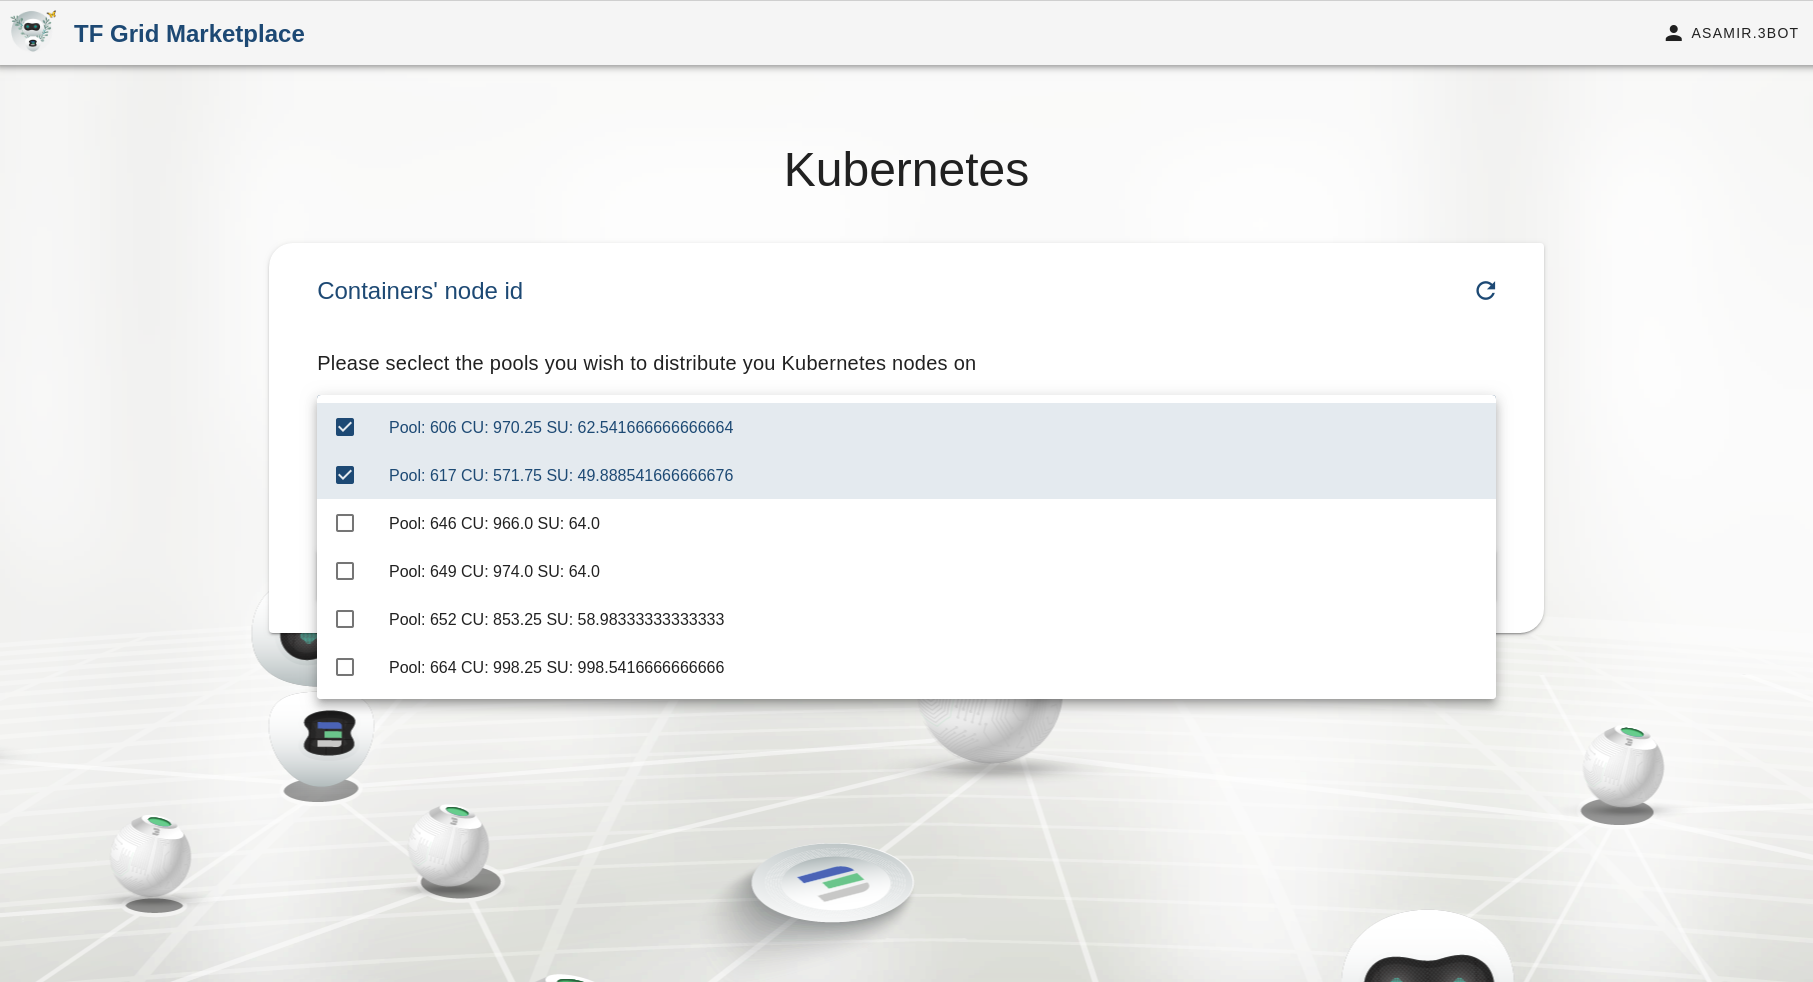 TF Grid Marketplace
ASAMIR.3BOT
Kubernetes
Containers' node id
Please seclect the pools you wish to distribute you Kubernetes nodes on
Pool: 606 CU: 970.25 SU: 62.541666666666664
Pool: 617 CU: 571.75 SU: 49.888541666666676
Pool: 646 CU: 966.0 SU: 64.0
Pool: 649 CU: 974.0 SU: 64.0
Pool: 652 CU: 853.25 SU: 58.98333333333333
Pool: 664 CU: 998.25 SU: 998.5416666666666